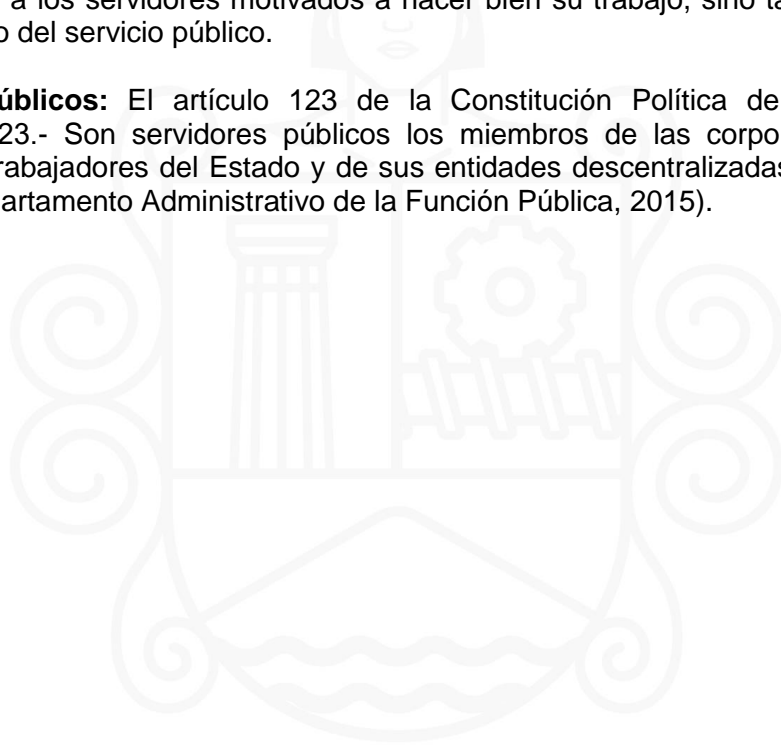 a los servidores motivados a hacer bien su trabajo, sino
del servicio público.
úblicos: El artículo 123 de la Constitución Política de
23.- Son servidores públicos los miembros de las corpo
rabajadores del Estado y de sus entidades descentralizadas
artamento Administrativo de la Función Pública, 2015).